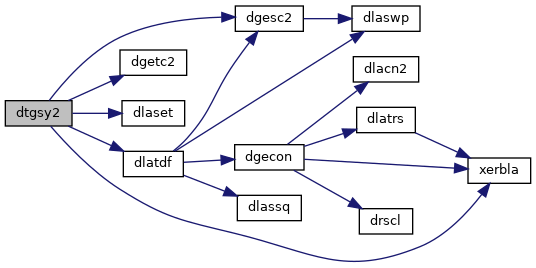 dtgsy2
dgesc2
dlaswp
dgetc2
dlaset
dlatdf
dlacn2
dlatrs
dgecon
xerbla
dlassq
drscl